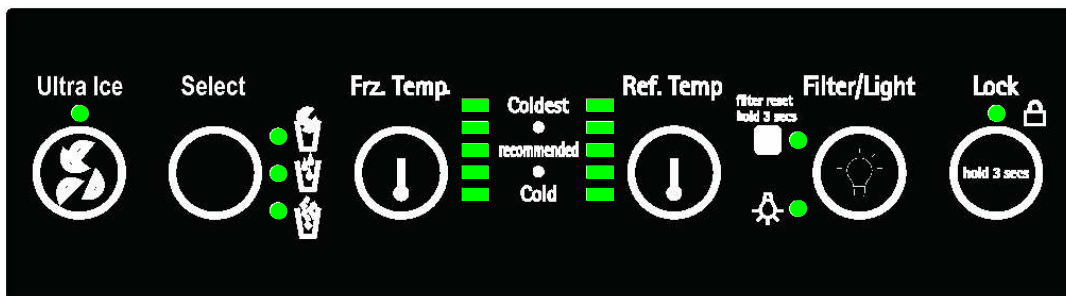 Ultra Ice
Select
Frz. Temp.
Coldest
recommended
Cold
Ref. Temp
filter reset
hold 3 secs
Filter/Light
Lock
hold 3 secs